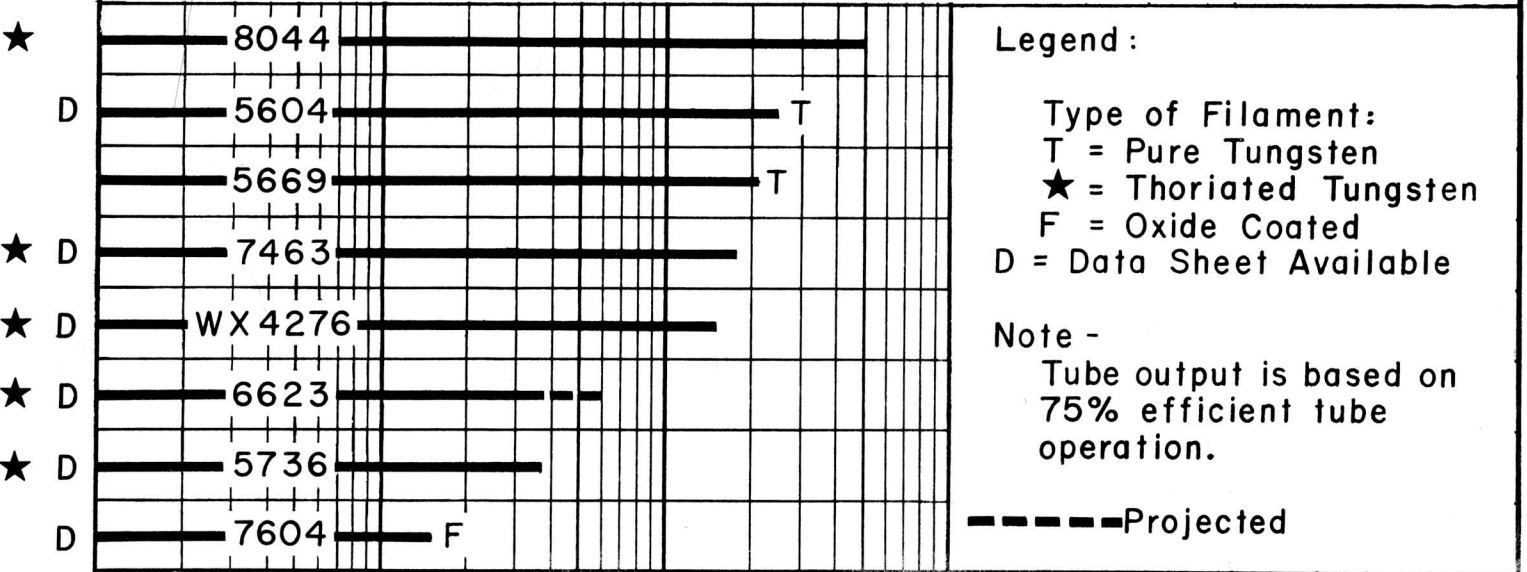 ★ 8044
D 5604 T
5669 T
★ D 7463
★ D WX4276
★ D 6623
★ D 5736
D 7604 F
Legend:
Type of Filament:
T = Pure Tungsten
★ = Thoriated Tungsten
F = Oxide Coated
D = Data Sheet Available
Note -
Tube output is based on
75% efficient tube
operation.
Projected